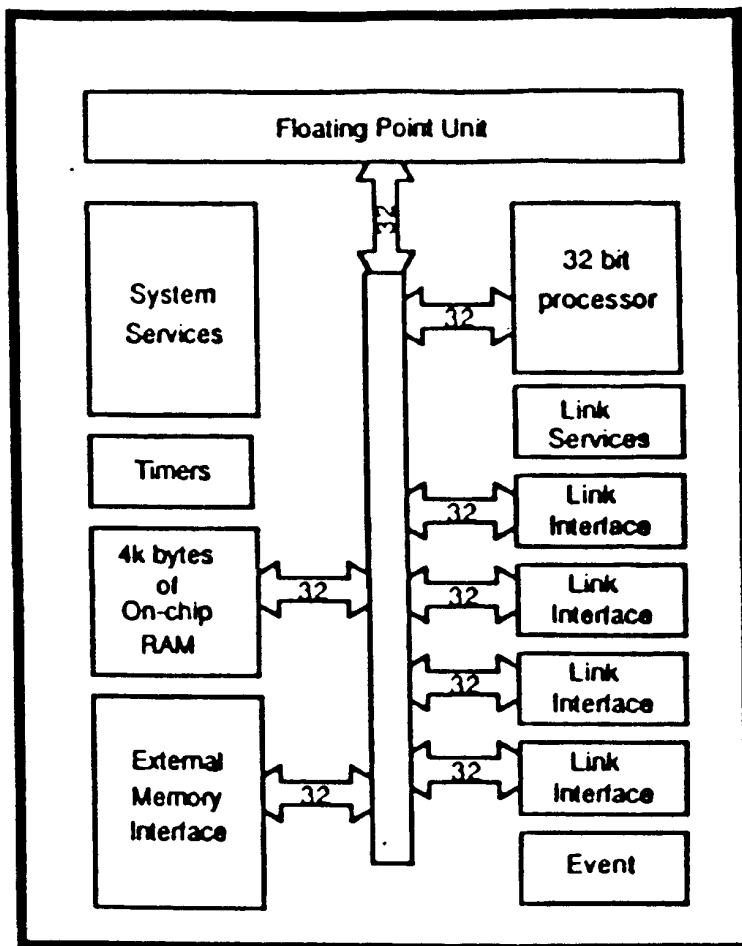 Floating Point Unit
32
System
Services
32 bit
processor
32
Link
Services
Timers
Link
Interface
32
4k bytes
of
On-chip
RAM
32
Link
Interface
32
Link
Interface
32
External
Memory
Interface
32
Link
Interface
32
Event